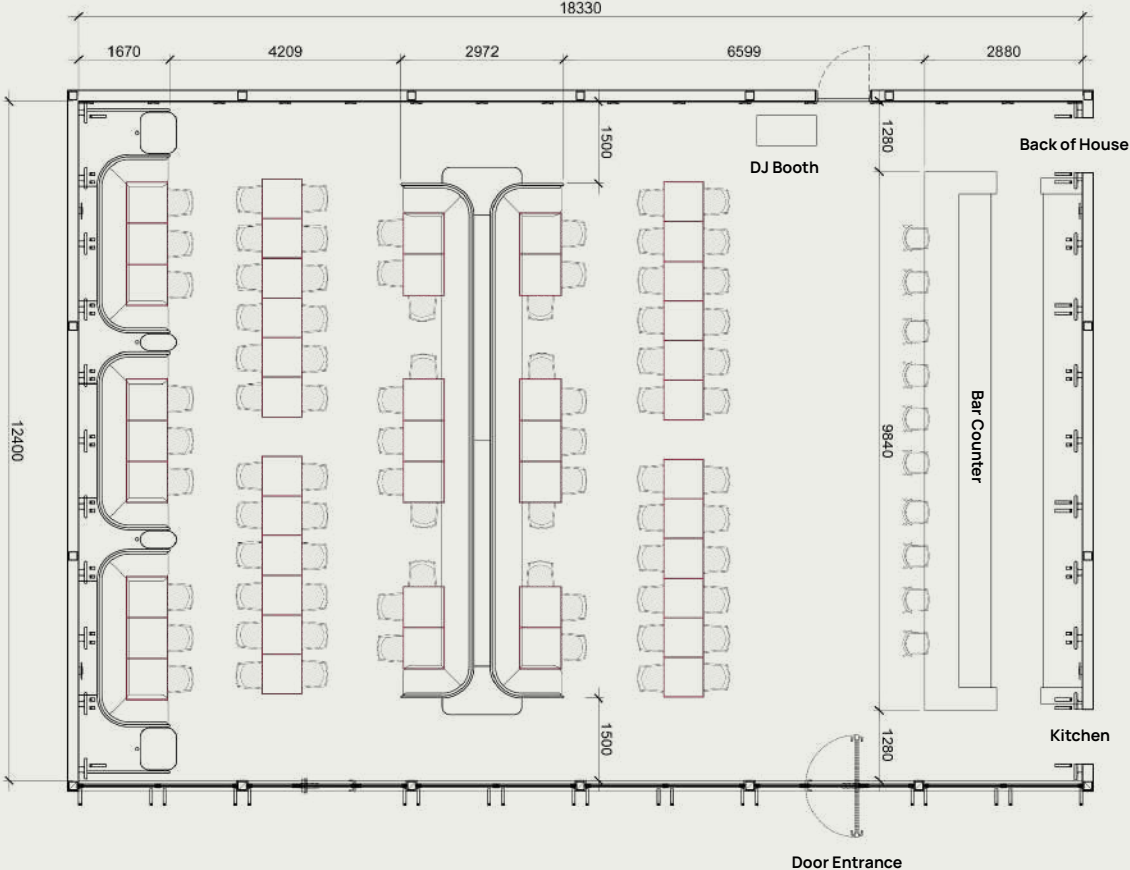 18330
1670
4209
2972
6599
2880
1500
1280
Back of House
DJ Booth
12400
9840
Bar Counter
1500
1280
Kitchen
Door Entrance